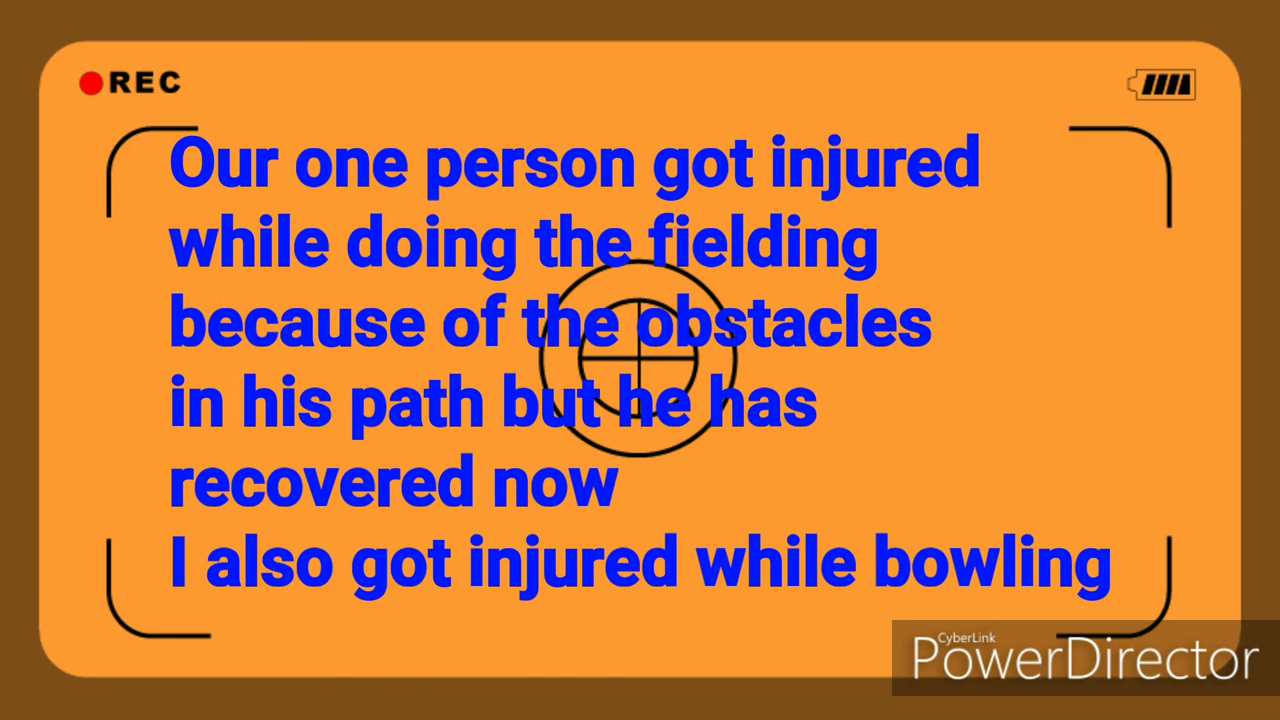 REC
Our one person got injured
while doing the fielding
because of the obstacles
in his path but he has
recovered now
I also got injured while bowling
CyberLink
PowerDirector